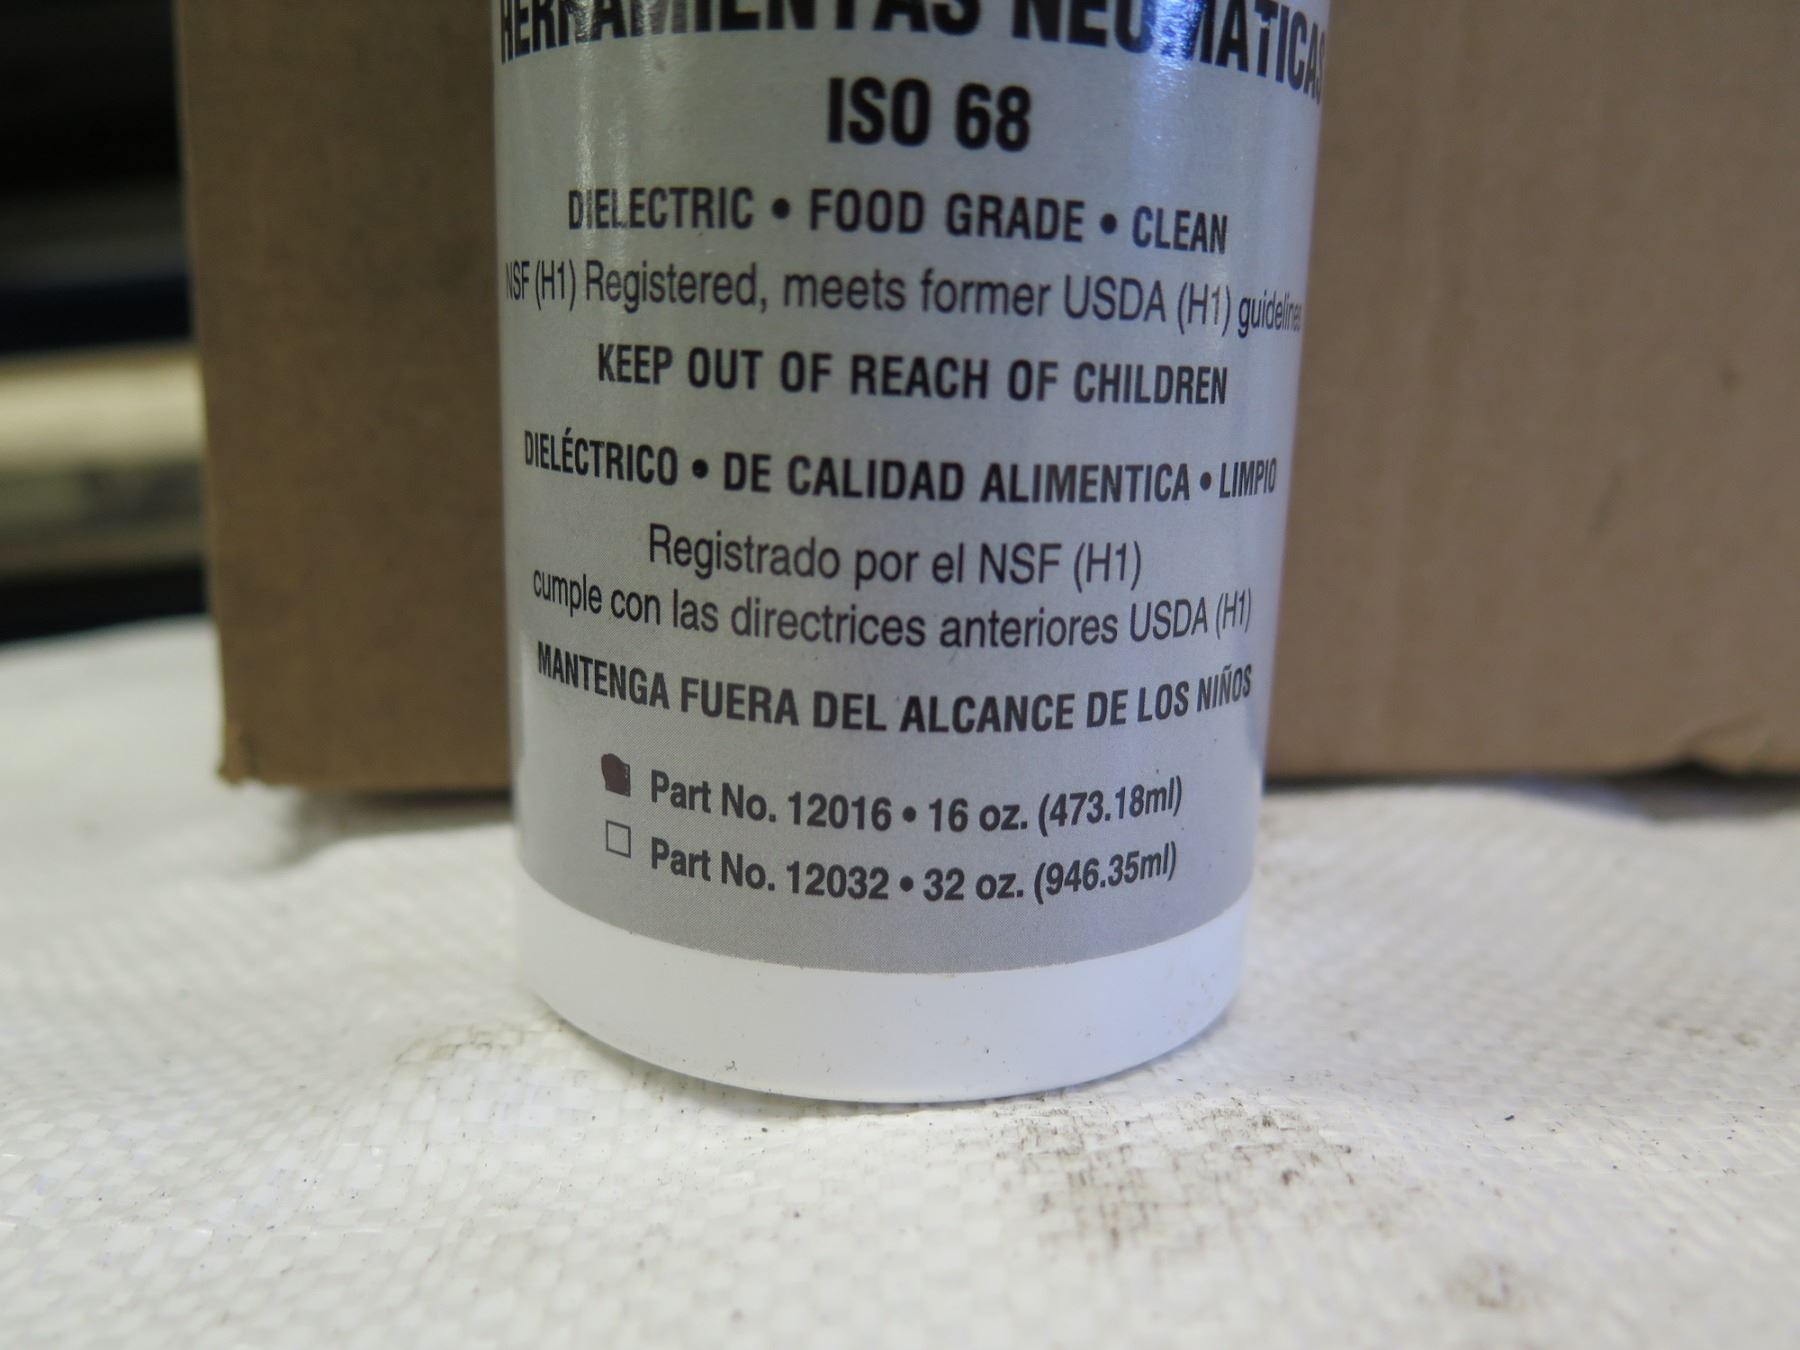 HERRAMIENTAS NEUMATICAS
ISO 68
DIELECTRIC • FOOD GRADE • CLEAN
NSF (H1) Registered, meets former USDA (H1) guidelines
KEEP OUT OF REACH OF CHILDREN
DIELÉCTRICO • DE CALIDAD ALIMENTICA • LIMPIO
Registrado por el NSF (H1)
cumple con las directrices anteriores USDA (H1)
MANTENGA FUERA DEL ALCANCE DE LOS NIÑOS
Part No. 12016 • 16 oz. (473.18ml)
Part No. 12032 • 32 oz. (946.35ml)